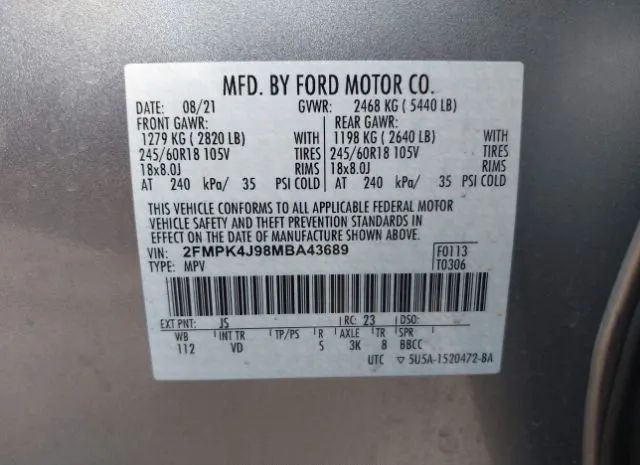 MFD. BY FORD MOTOR CO.
DATE: 08/21 GVWR: 2468 KG ( 5440 LB)
FRONT GAWR: REAR GAWR:
1279 KG ( 2820 LB) WITH 1198 KG ( 2640 LB) WITH
245/60R18 105V TIRES 245/60R18 105V TIRES
18x8.0J RIMS 18x8.0J RIMS
AT 240 kPa/ 35 PSI COLD AT 240 kPa/ 35 PSI COLD
THIS VEHICLE CONFORMS TO ALL APPLICABLE FEDERAL MOTOR
VEHICLE SAFETY AND THEFT PREVENTION STANDARDS IN
EFFECT ON THE DATE OF MANUFACTURE SHOWN ABOVE.
VIN: 2FMPK4J98MBA43689 F0113
TYPE: MPV T0306
EXT PNT: JS RC: 23 DSO:
WB INT TR TP/PS R AXLE TR SPR
112 VD S 3K 8 BBCC
UTC ▽ 5U5A-1520472-BA